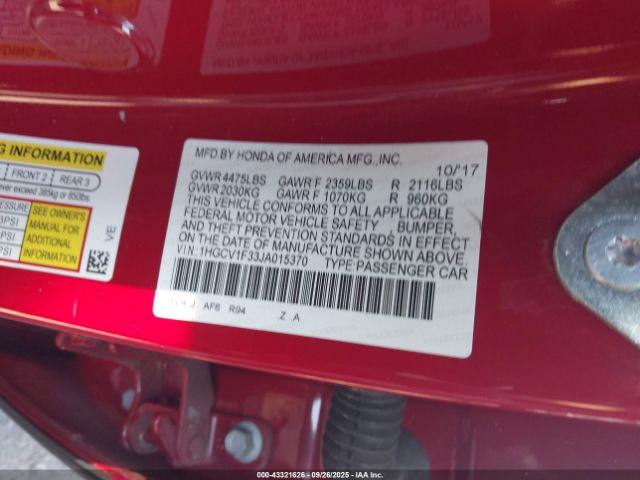 MFD.BY HONDA OF AMERICA MFG.,INC.
10/'17
GVWR 4475LBS GAWR F 2359LBS R 2116LBS
GVWR 2030KG GAWR F 1070KG R 960KG
THIS VEHICLE CONFORMS TO ALL APPLICABLE
FEDERAL MOTOR VEHICLE SAFETY , BUMPER,
AND THEFT PREVENTION STANDARDS IN EFFECT
ON THE DATE OF MANUFACTURE SHOWN ABOVE.
V.I.N. 1HGCV1F33JA015370 TYPE:PASSENGER CAR
AF6 R94 Z .A
G INFORMATION
FRONT 2 REAR 3
ver exceed 385kg or 850lbs.
PSI
PSI
PSI
SEE OWNER'S
MANUAL FOR
ADDITIONAL
INFORMATION
VE
000-43321626 09/26/2025 IAA, Inc.